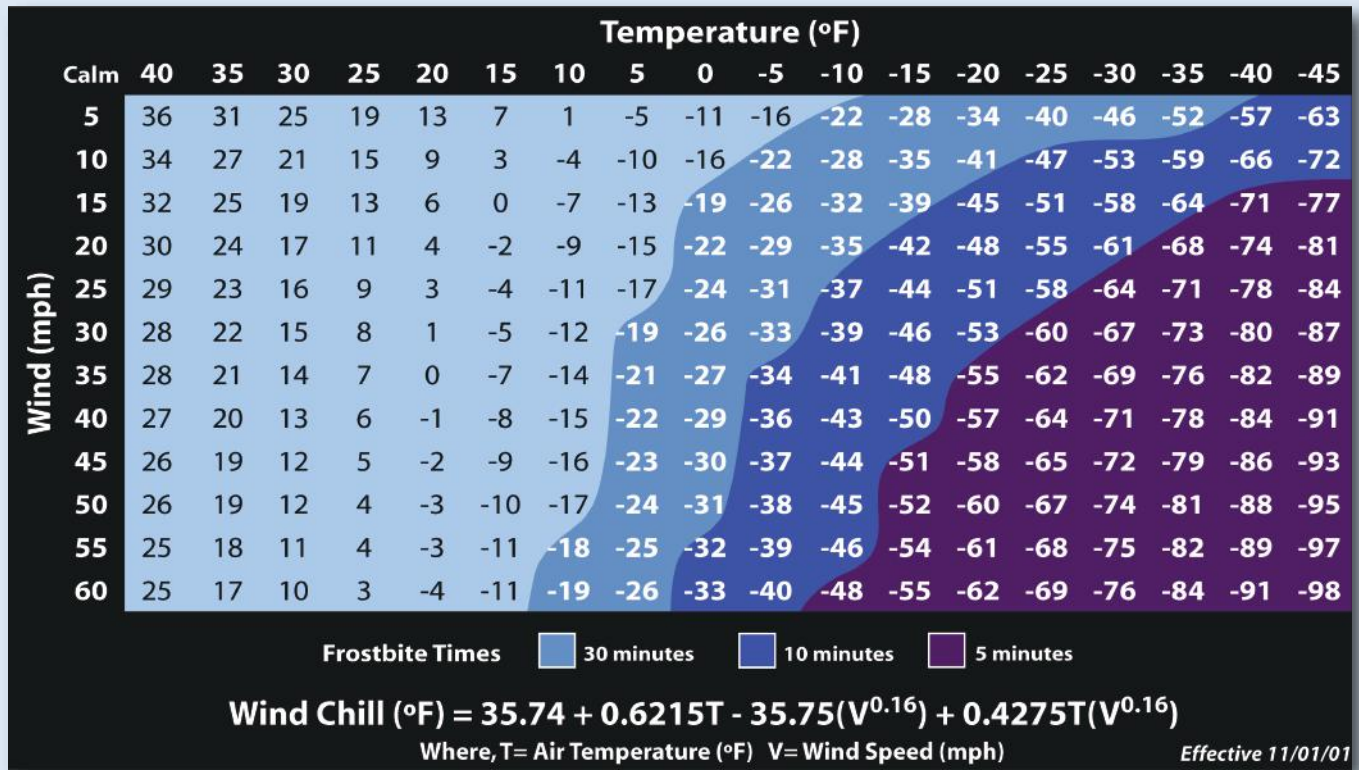 Temperature (ºF)
Calm 40 35 30 25 20 15 10 5 0 -5 -10 -15 -20 -25 -30 -35 -40 -45
Wind (mph)
5 36 31 25 19 13 7 1 -5 -11 -16 -22 -28 -34 -40 -46 -52 -57 -63
10 34 27 21 15 9 3 -4 -10 -16 -22 -28 -35 -41 -47 -53 -59 -66 -72
15 32 25 19 13 6 0 -7 -13 -19 -26 -32 -39 -45 -51 -58 -64 -71 -77
20 30 24 17 11 4 -2 -9 -15 -22 -29 -35 -42 -48 -55 -61 -68 -74 -81
25 29 23 16 9 3 -4 -11 -17 -24 -31 -37 -44 -51 -58 -64 -71 -78 -84
30 28 22 15 8 1 -5 -12 -19 -26 -33 -39 -46 -53 -60 -67 -73 -80 -87
35 28 21 14 7 0 -7 -14 -21 -27 -34 -41 -48 -55 -62 -69 -76 -82 -89
40 27 20 13 6 -1 -8 -15 -22 -29 -36 -43 -50 -57 -64 -71 -78 -84 -91
45 26 19 12 5 -2 -9 -16 -23 -30 -37 -44 -51 -58 -65 -72 -79 -86 -93
50 26 19 12 4 -3 -10 -17 -24 -31 -38 -45 -52 -60 -67 -74 -81 -88 -95
55 25 18 11 4 -3 -11 -18 -25 -32 -39 -46 -54 -61 -68 -75 -82 -89 -97
60 25 17 10 3 -4 -11 -19 -26 -33 -40 -48 -55 -62 -69 -76 -84 -91 -98
Frostbite Times 30 minutes 10 minutes 5 minutes
Wind Chill (ºF) = 35.74 + 0.6215T - 35.75(V^0.16) + 0.4275T(V^0.16)
Where, T= Air Temperature (ºF) V= Wind Speed (mph) Effective 11/01/01